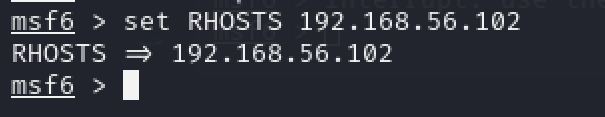 msf6 > set RHOSTS 192.168.56.102
RHOSTS ⇒ 192.168.56.102
msf6 >